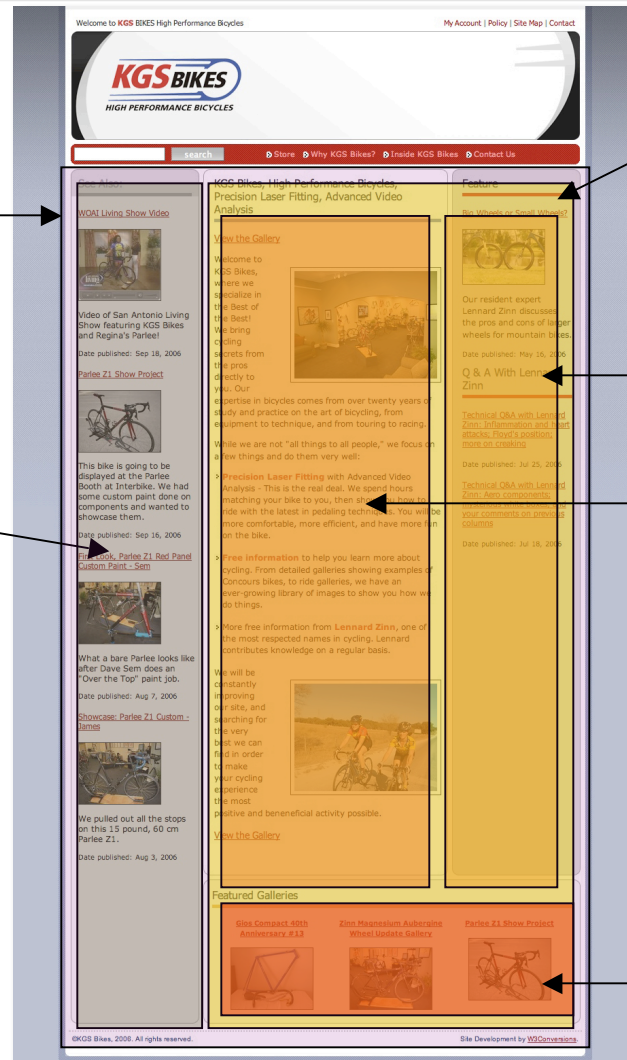 Welcome to KGS BIKES High Performance Bicycles
My Account | Policy | Site Map | Contact
KGS BIKES
HIGH PERFORMANCE BICYCLES
search
Store
Why KGS Bikes?
Inside KGS Bikes
Contact Us
See Also:
WOAI Living Show Video
Video of San Antonio Living
Show featuring KGS Bikes
and Regina's Parlee!
Date published: Sep 18, 2006
Parlee Z1 Show Project
This bike is going to be
displayed at the Parlee
Booth at Interbike. We had
some custom paint done on
components and wanted to
showcase them.
Date published: Sep 16, 2006
Look, Parlee Z1 Red Panel
Custom Paint - Sem
What a bare Parlee looks like
after Dave Sem does an
"Over the Top" paint job.
Date published: Aug 7, 2006
Showcase: Parlee Z1 Custom -
James
We pulled out all the stops
on this 15 pound, 60 cm
Parlee Z1.
Date published: Aug 3, 2006
KGS Bikes, High Performance Bicycles,
Precision Laser Fitting, Advanced Video
Analysis
View the Gallery
Welcome to
KGS Bikes,
where we
specialize in
the Best of
the Best!
We bring
cycling
secrets from
the pros
directly to
you. Our
expertise in bicycles comes from over twenty years of
study and practice on the art of bicycling, from
equipment to technique, and from touring to racing.
While we are not "all things to all people," we focus on
a few things and do them very well:
Precision Laser Fitting with Advanced Video
Analysis - This is the real deal. We spend hours
matching your bike to you, then show you how to
ride with the latest in pedaling techniques. You will be
more comfortable, more efficient, and have more fun
on the bike.
Free information to help you learn more about
cycling. From detailed galleries showing examples of
Concours bikes, to ride galleries, we have an
ever-growing library of images to show you how we
do things.
More free information from Lennard Zinn, one of
the most respected names in cycling. Lennard
contributes knowledge on a regular basis.
We will be
constantly
improving
our site, and
searching for
the very
best we can
find in order
to make
your cycling
experience
the most
positive and beneneficial activity possible.
View the Gallery
Feature
Big Wheels or Small Wheels?
Our resident expert
Lennard Zinn discusses
the pros and cons of larger
wheels for mountain bikes.
Date published: May 16, 2006
Q & A With Lennard
Zinn
Technical Q&A with Lennard
Zinn: Inflammation and heart
attacks; Floyd's position;
more on creaking
Date published: Jul 25, 2006
Technical Q&A with Lennard
Zinn: Aero components;
and
your comments on previous
columns
Date published: Jul 18, 2006
Featured Galleries
Gios Compact 40th
Anniversary #13
Zinn Magnesium Aubergine
Wheel Update Gallery
Parlee Z1 Show Project
©KGS Bikes, 2006. All rights reserved.
Site Development by W3Conversions.